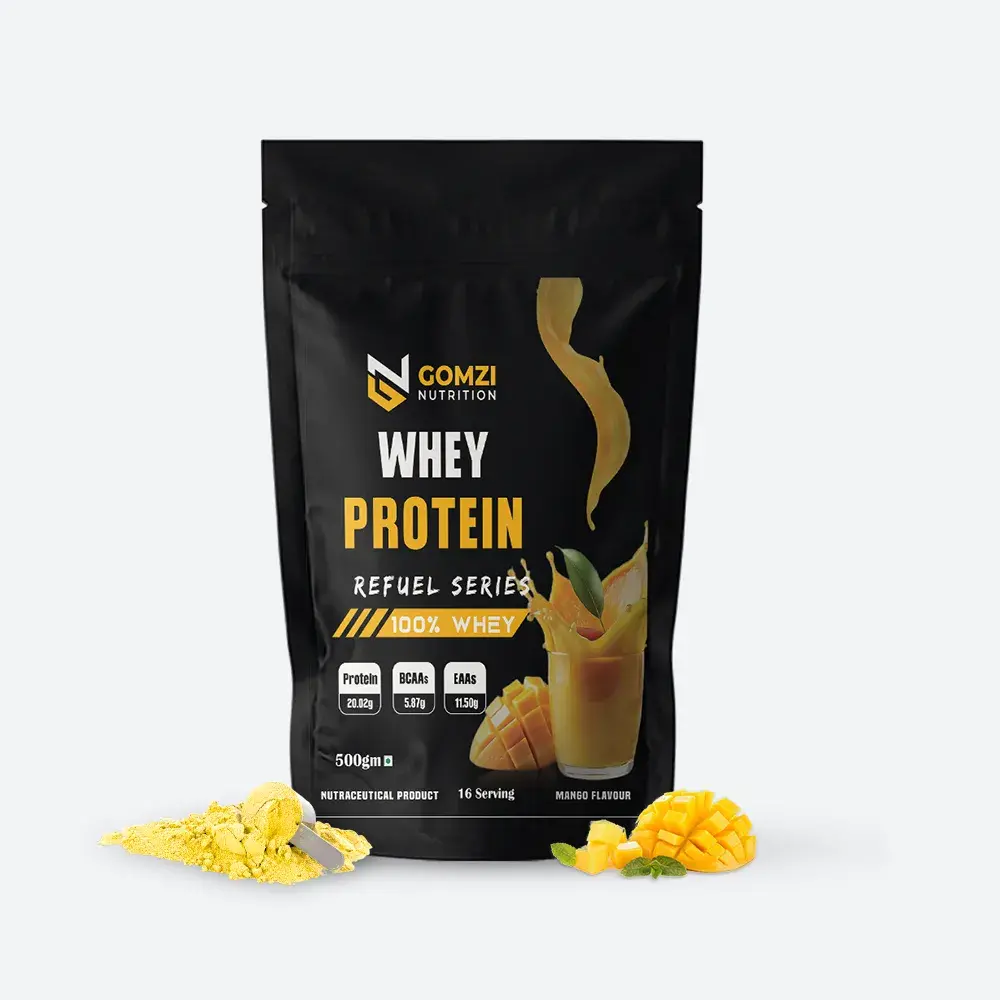 GOMZI
NUTRITION
WHEY
PROTEIN
REFUEL SERIES
100% WHEY
Protein
20.02g
BCAAs
5.87g
EAAs
11.50g
500gm
NUTRACEUTICAL PRODUCT
16 Serving
MANGO FLAVOUR